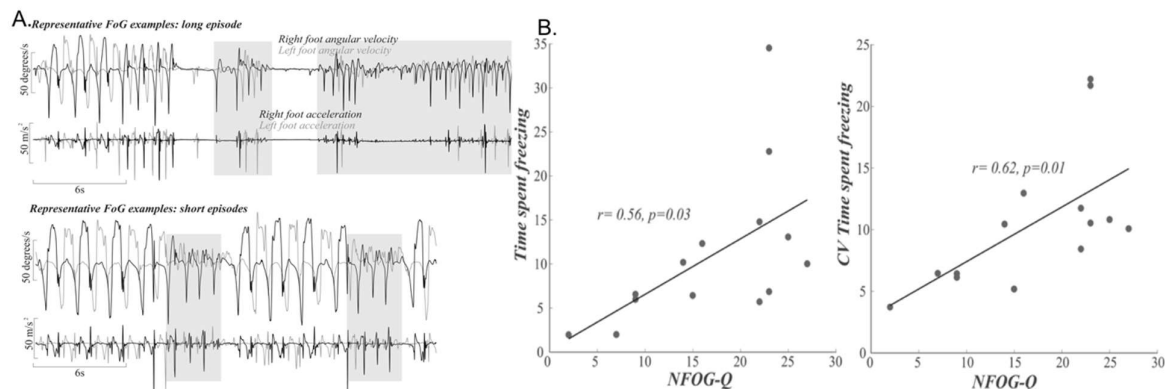 A.
Representative FoG examples: long episode
Right foot angular velocity
Left foot angular velocity
50 degrees/s
Right foot acceleration
Left foot acceleration
50 m/s²
6s
Representative FoG examples: short episodes
50 degrees/s
50 m/s²
6s
B.
Time spent freezing
35
30
25
20
15
10
5
0
r= 0.56, p=0.03
0 5 10 15 20 25 30
NFOG-Q
CV Time spent freezing
25
20
15
10
5
0
r= 0.62, p=0.01
0 5 10 15 20 25 30
NFOG-Q